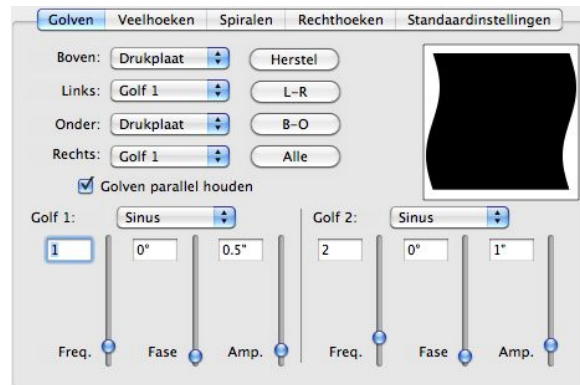 Golven Veelhoeken Spiralen Rechthoeken Standaardinstellingen
Boven: Drukplaat Herstel
Links: Golf 1 L-R
Onder: Drukplaat B-O
Rechts: Golf 1 Alle
Golven parallel houden
Golf 1: Sinus Golf 2: Sinus
1 0° 0.5" 2 0° 1"
Freq. Fase Amp. Freq. Fase Amp.